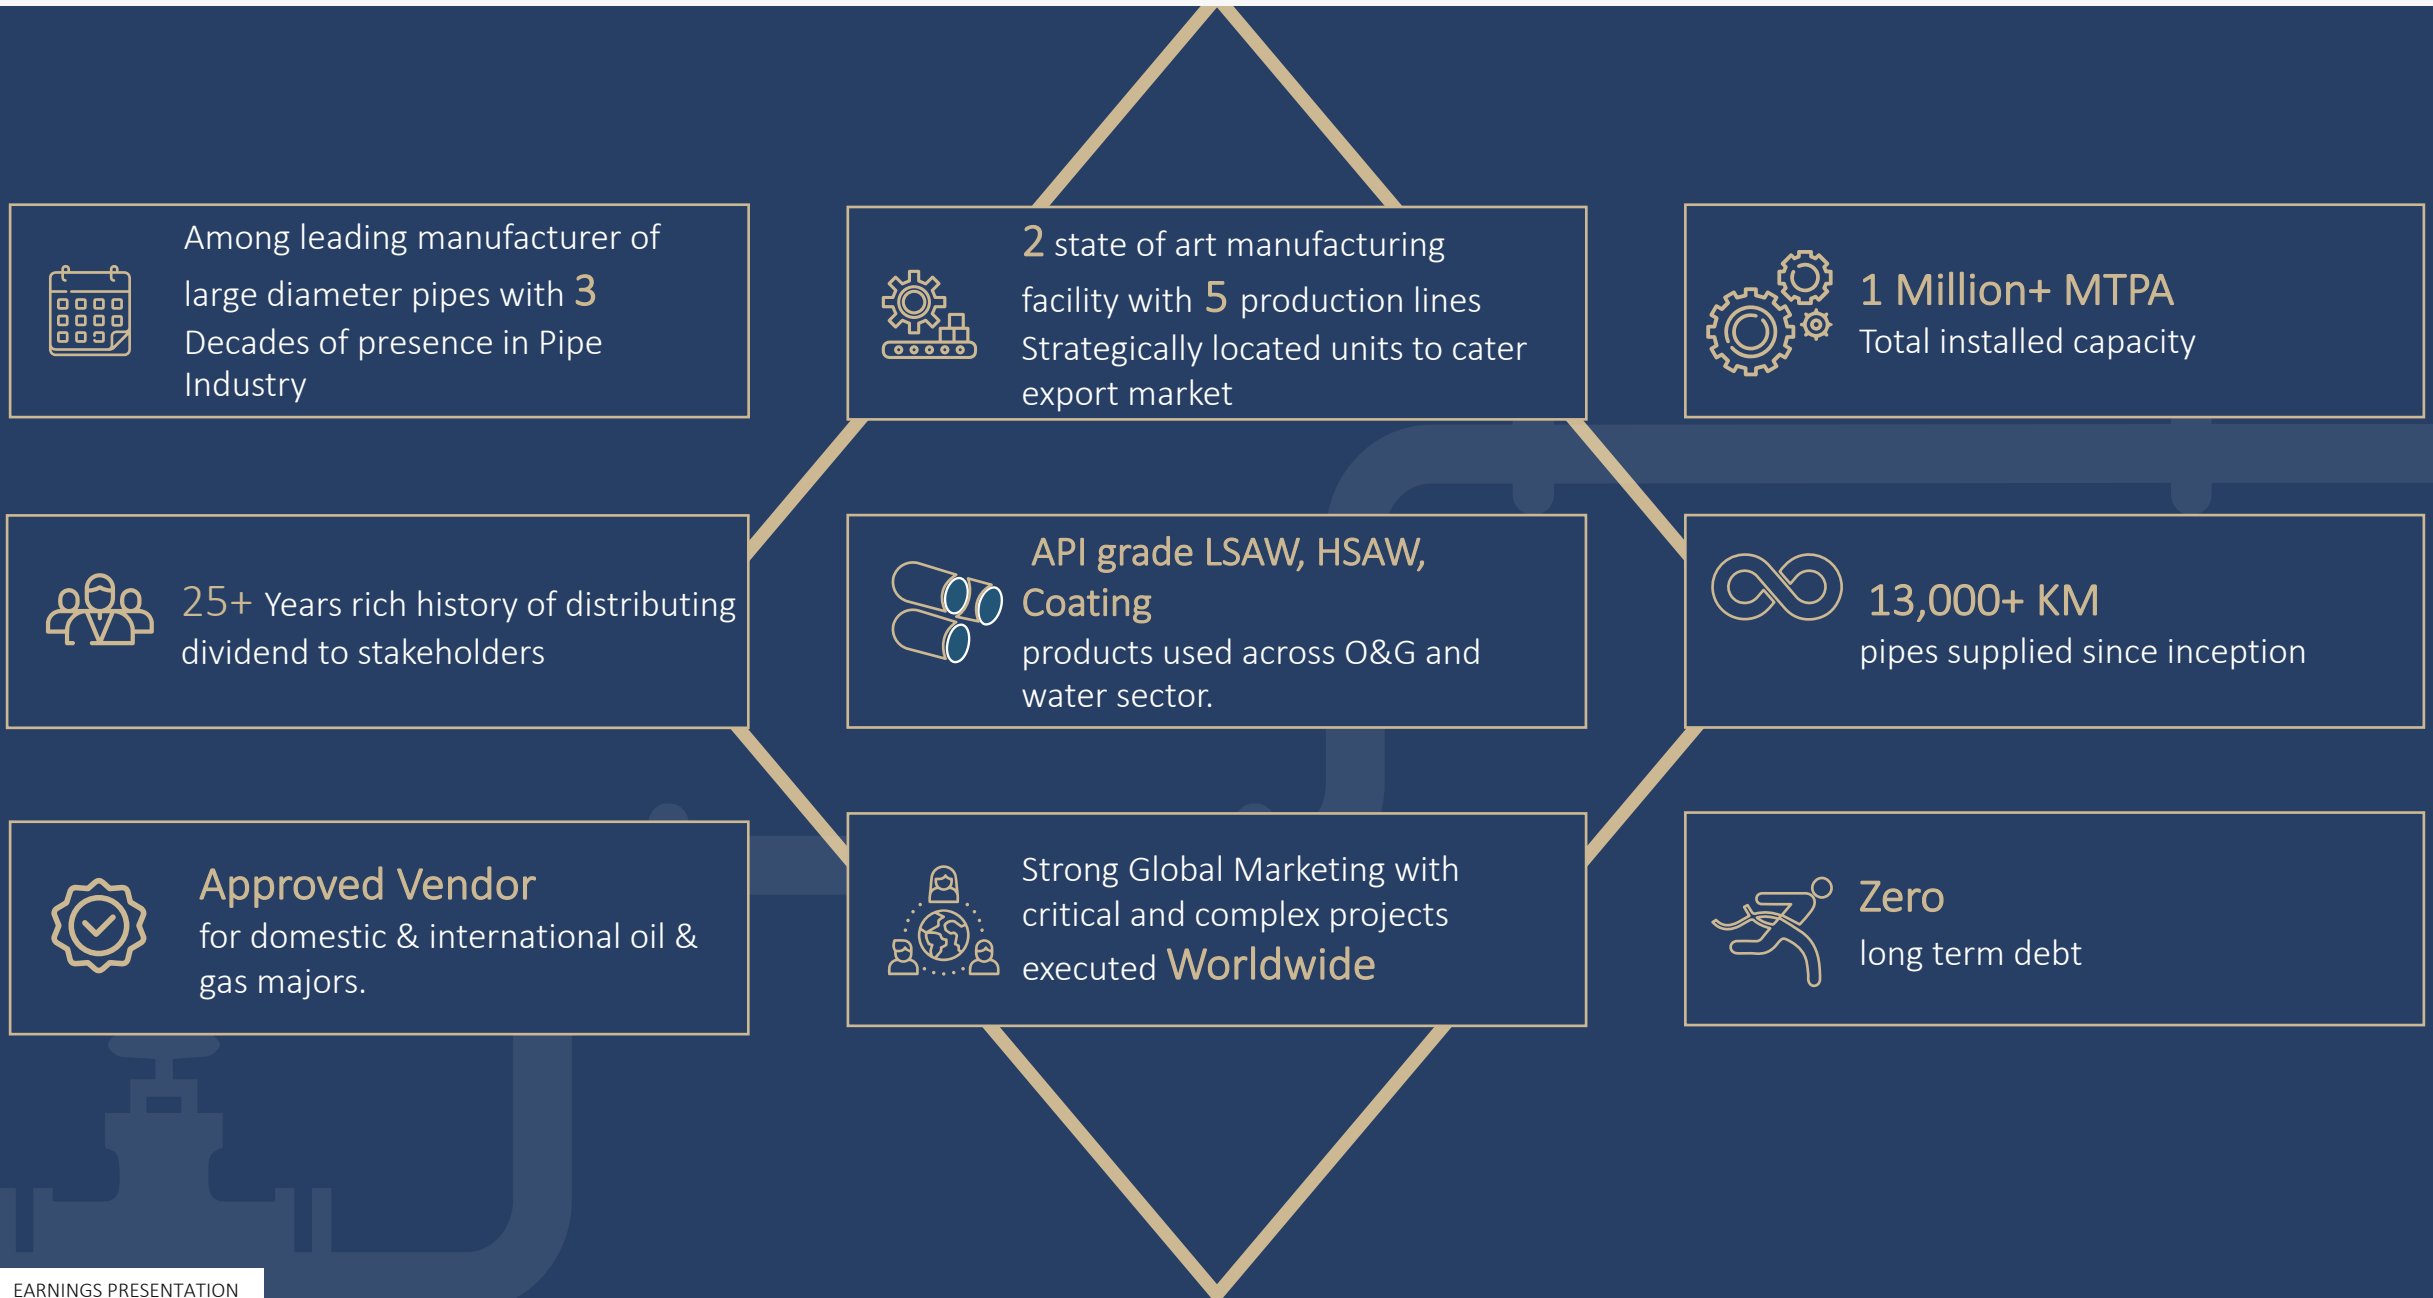 Among leading manufacturer of
large diameter pipes with 3
Decades of presence in Pipe
Industry
2 state of art manufacturing
facility with 5 production lines
Strategically located units to cater
export market
1 Million+ MTPA
Total installed capacity
25+ Years rich history of distributing
dividend to stakeholders
API grade LSAW, HSAW,
Coating
products used across O&G and
water sector.
13,000+ KM
pipes supplied since inception
Approved Vendor
for domestic & international oil &
gas majors.
Strong Global Marketing with
critical and complex projects
executed Worldwide
Zero
long term debt
EARNINGS PRESENTATION